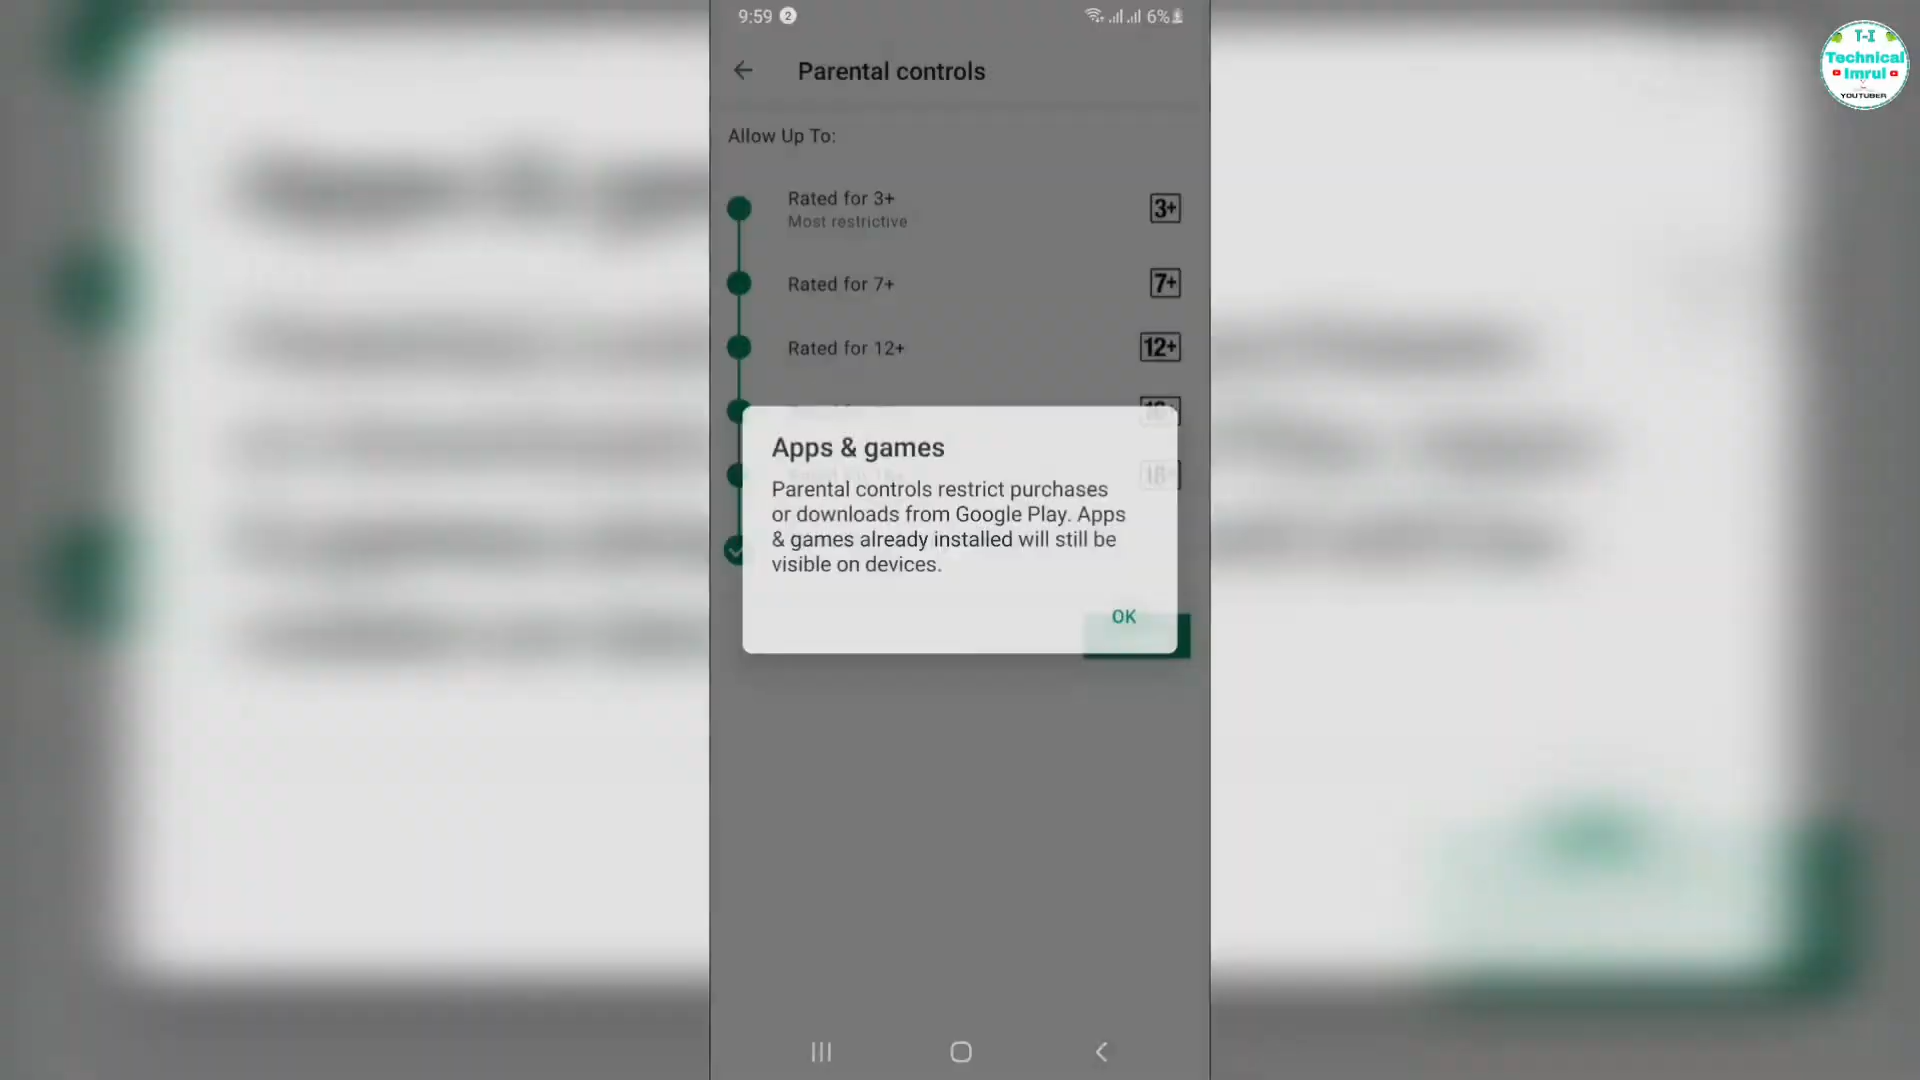 9:59 2
6%
T-I
Technical
Imrul
YOUTUBER
Parental controls
Allow Up To:
Rated for 3+
3+
Most restrictive
Rated for 7+
7+
Rated for 12+
12+
Apps & games
Parental controls restrict purchases
or downloads from Google Play. Apps
& games already installed will still be
visible on devices.
OK